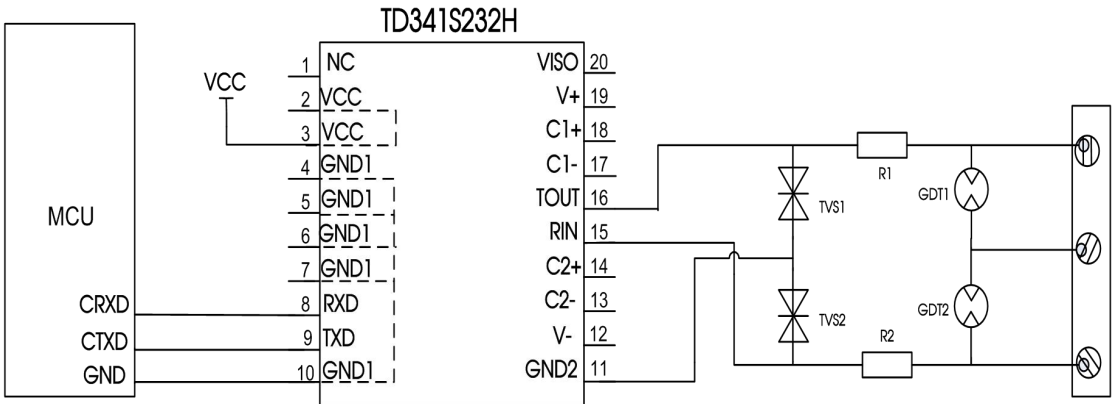 TD341S232H
VCC
MCU
CRXD
CTXD
GND
1 NC
2 VCC
3 VCC
4 GND1
5 GND1
6 GND1
7 GND1
8 RXD
9 TXD
10 GND1
VISO 20
V+ 19
C1+ 18
C1- 17
TOUT 16
RIN 15
C2+ 14
C2- 13
V- 12
GND2 11
TVS1
TVS2
R1
R2
GDT1
GDT2